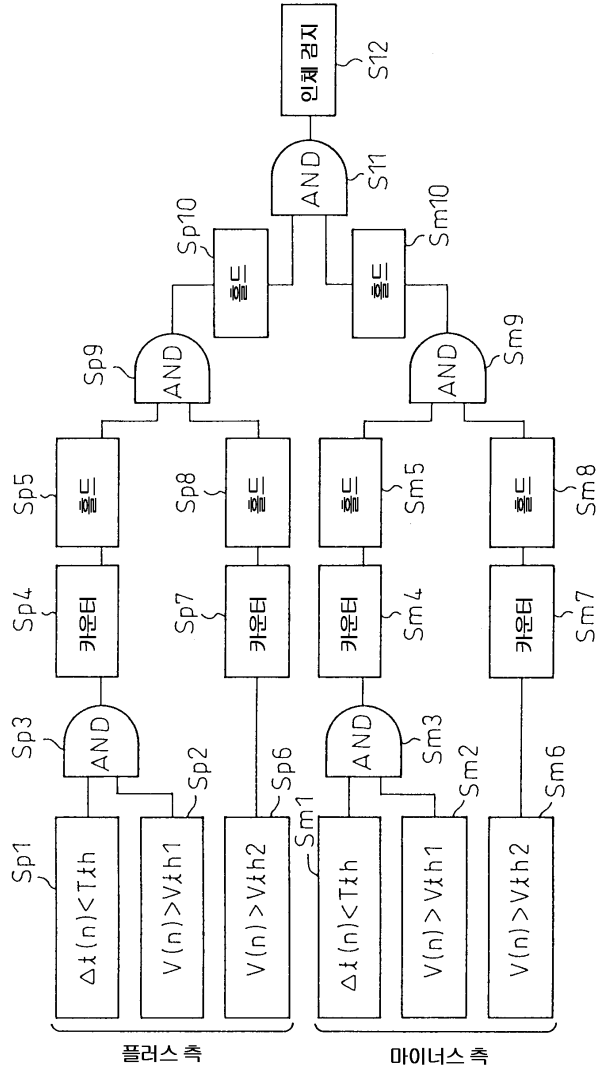 플러스 측
Sp1
Δt(n)<Tth
V(n)>Vth1
Sp2
Sp3
AND
Sp4
카운터
Sp5
홀드
V(n)>Vth2
Sp6
Sp7
카운터
Sp8
홀드
Sp9
AND
Sp10
홀드
마이너스 측
Sm1
Δt(n)<Tth
V(n)>Vth1
Sm2
AND
Sm3
카운터
Sm4
홀드
Sm5
V(n)>Vth2
Sm6
카운터
Sm7
홀드
Sm8
AND
Sm9
홀드
Sm10
AND
S11
인체 검지
S12